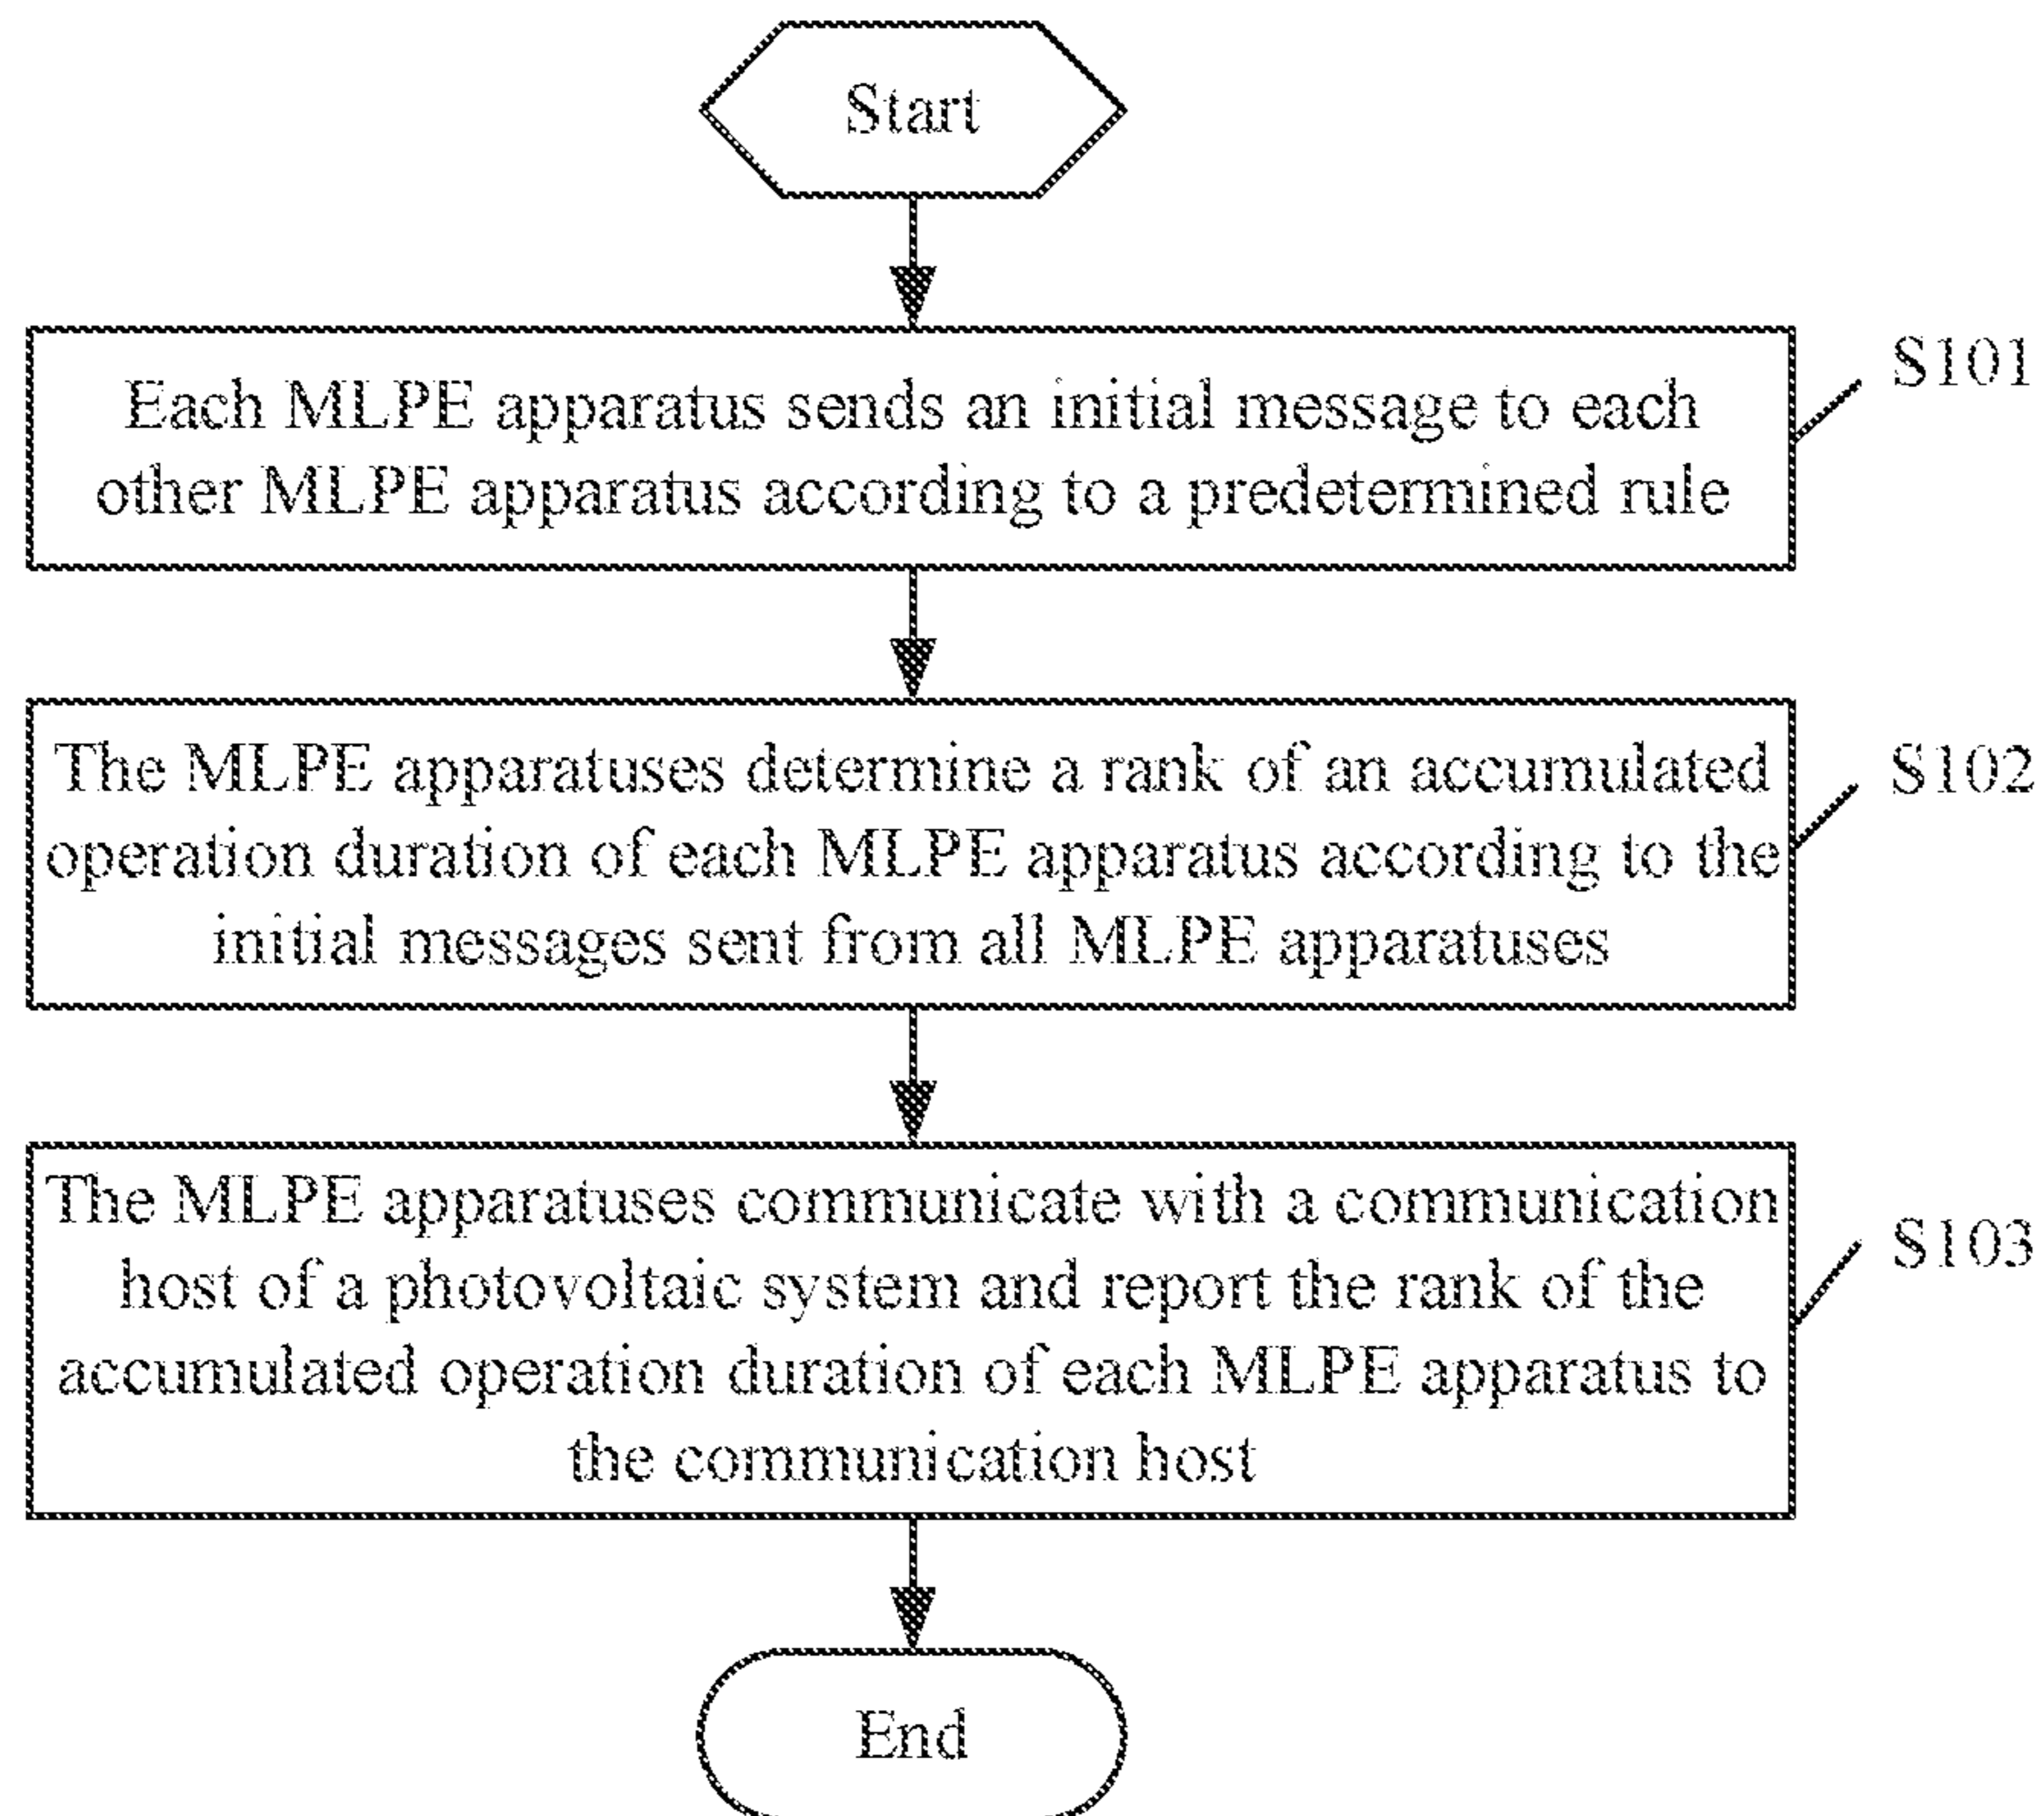 Start
Each MLPE apparatus sends an initial message to each
other MLPE apparatus according to a predetermined rule
S101
The MLPE apparatuses determine a rank of an accumulated
operation duration of each MLPE apparatus according to the
initial messages sent from all MLPE apparatuses
S102
The MLPE apparatuses communicate with a communication
host of a photovoltaic system and report the rank of the
accumulated operation duration of each MLPE apparatus to
the communication host
S103
End